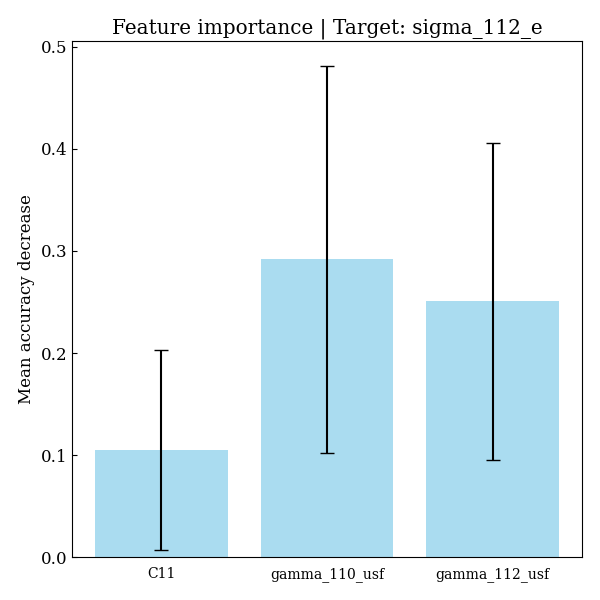 Feature importance | Target: sigma_112_e
Mean accuracy decrease
0.5
0.4
0.3
0.2
0.1
0.0
C11 gamma_110_usf gamma_112_usf